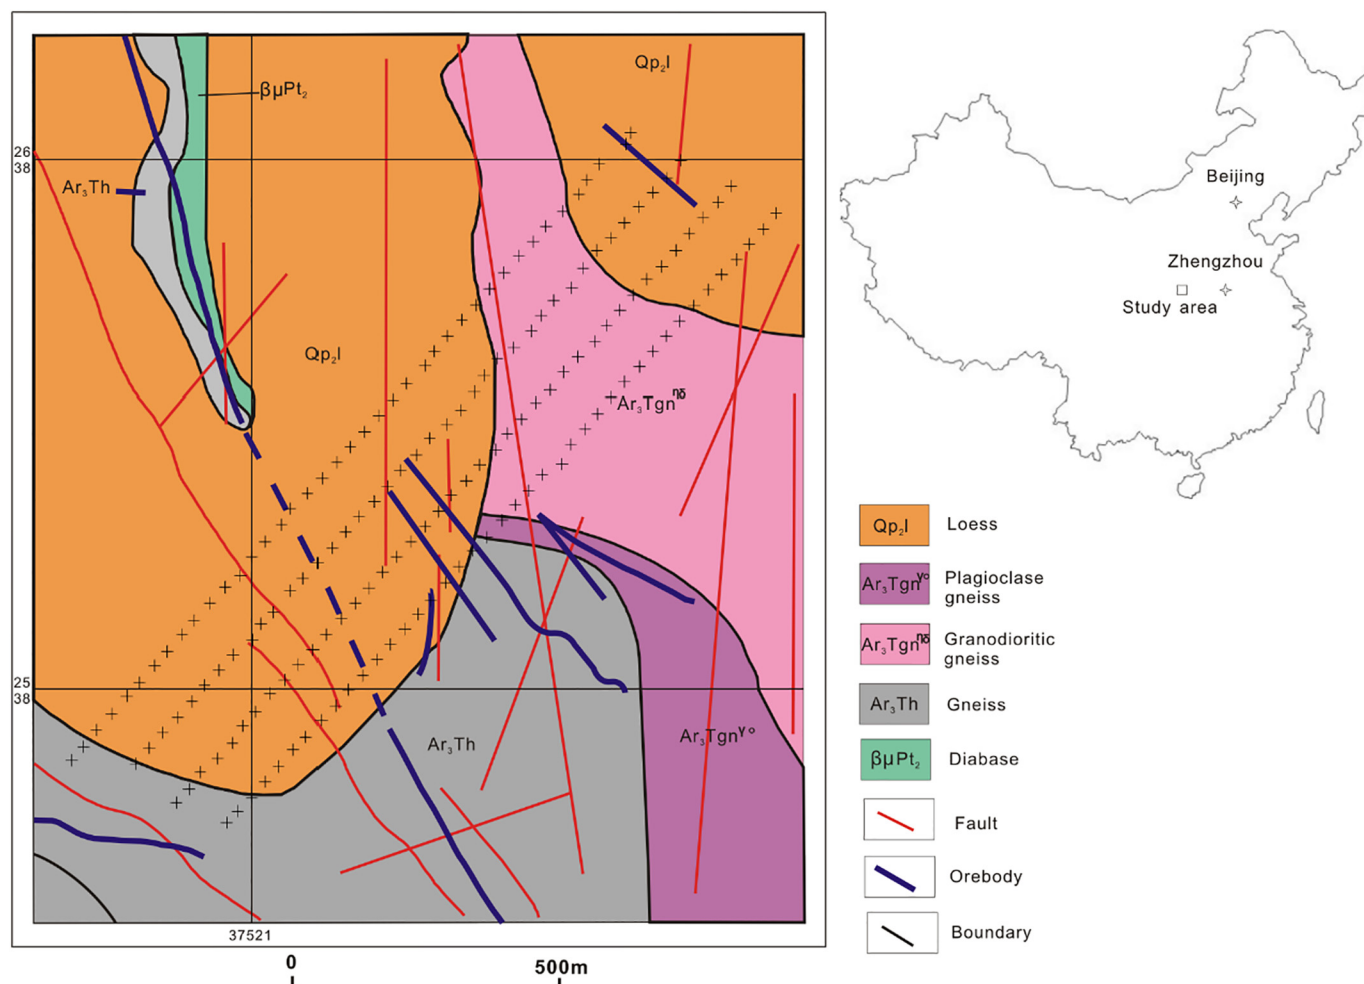 Qp₂l
βμPt₂
26
38
Ar₃Th
Qp₂l
Ar₃Tgnηδ
25
38
Ar₃Th
Ar₃Tgnγο
37521
0
500m
Beijing
Zhengzhou
Study area
Qp₂l Loess
Ar₃Tgnγο Plagioclase
gneiss
Ar₃Tgnηδ Granodioritic
gneiss
Ar₃Th Gneiss
βμPt₂ Diabase
Fault
Orebody
Boundary